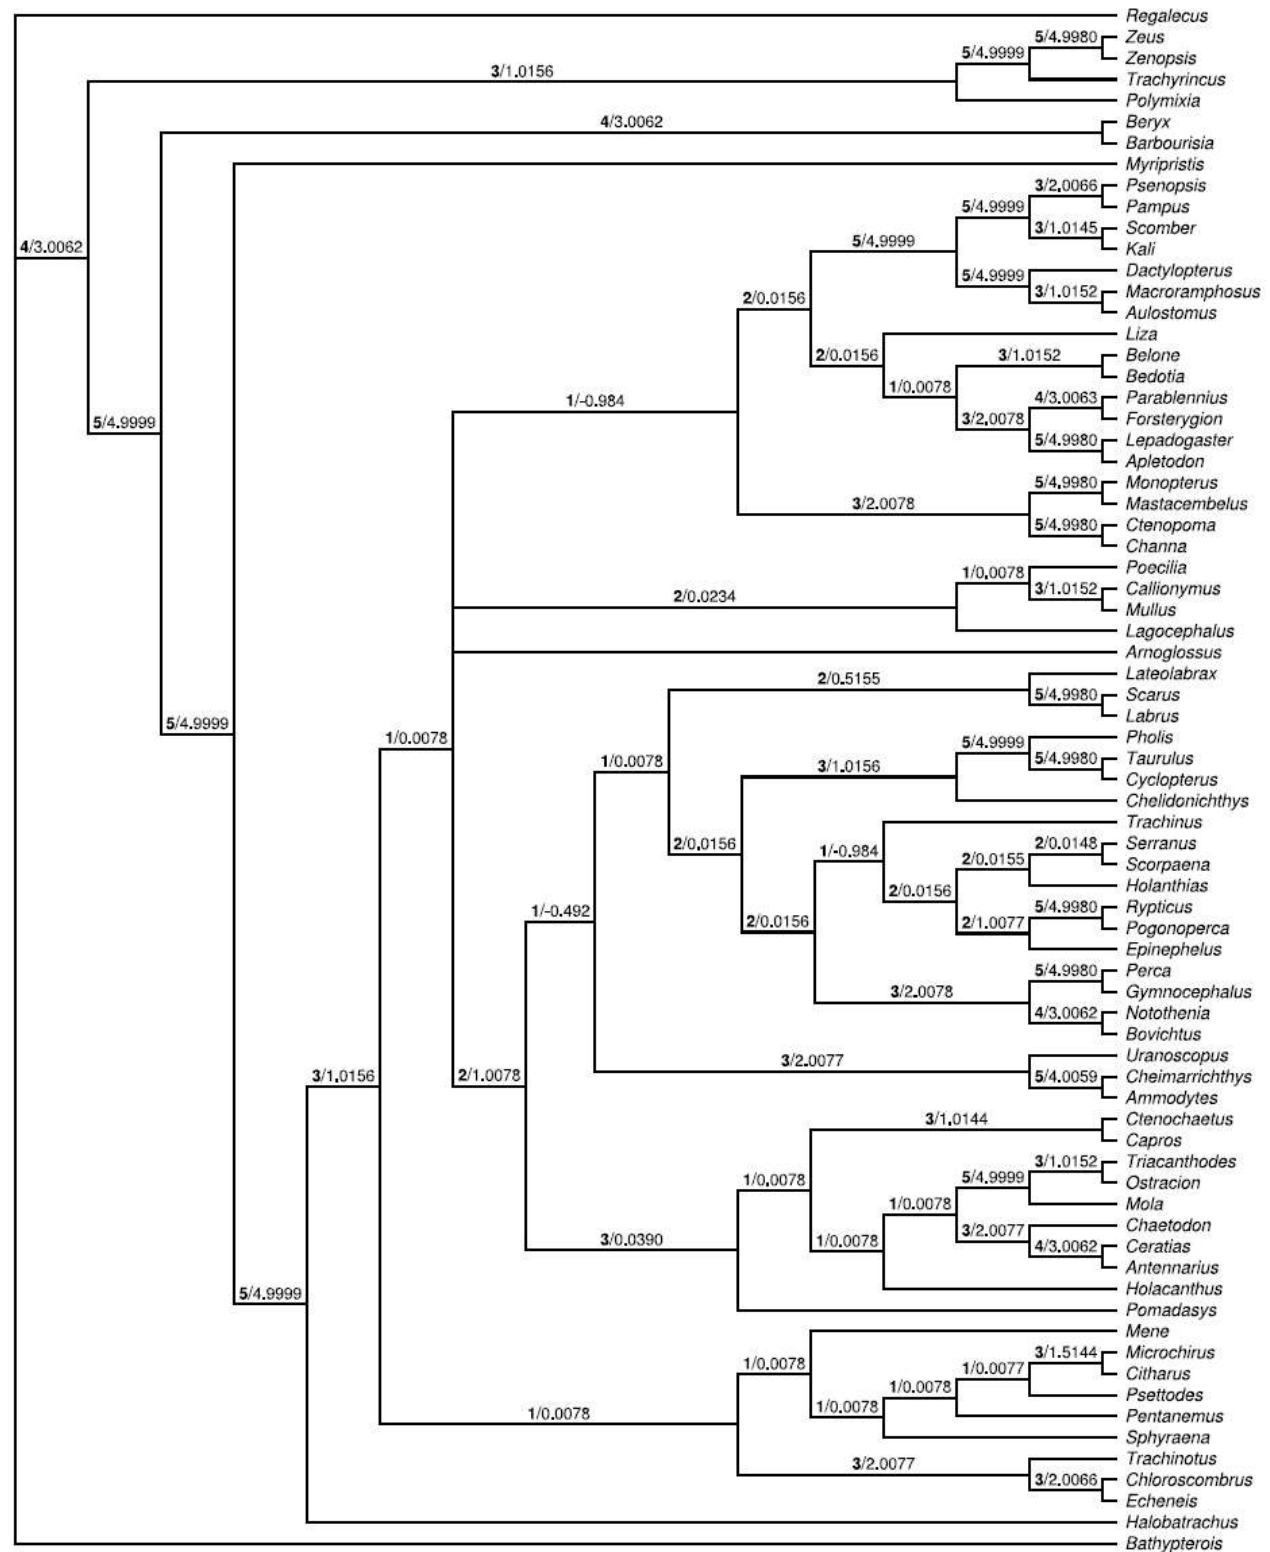 Regalecus
5/4.9980 Zeus
5/4.9999 Zenopsis
3/1.0156 Trachyrincus
Polymixia
4/3.0062 Beryx
Barbourisia
Myripristis
3/2.0066 Psenopsis
5/4.9999 Pampus
3/1.0145 Scomber
4/3.0062 5/4.9999 Kali
5/4.9999 Dactylopterus
2/0.0156 3/1.0152 Macroramphosus
Aulostomus
Liza
2/0.0156 3/1.0152 Belone
1/0.0078 Bedotia
1/-0.984 4/3.0063 Parablennius
5/4.9999 3/2.0078 Forsterygion
5/4.9980 Lepadogaster
Apletodon
5/4.9980 Monopterus
3/2.0078 Mastacembelus
5/4.9980 Ctenopoma
Channa
1/0.0078 Poecilia
2/0.0234 3/1.0152 Callionymus
Mullus
Lagocephalus
Arnoglossus
2/0.5155 Lateolabrax
5/4.9980 Scarus
5/4.9999 Labrus
1/0.0078 5/4.9999 Pholis
1/0.0078 3/1.0156 5/4.9980 Taurulus
Cyclopterus
Chelidonichthys
Trachinus
2/0.0156 1/-0.984 2/0.0148 Serranus
2/0.0155 Scorpaena
2/0.0156 Holanthias
1/-0.492 5/4.9980 Rypticus
2/0.0156 2/1.0077 Pogonoperca
Epinephelus
5/4.9980 Perca
3/2.0078 Gymnocephalus
4/3.0062 Notothenia
Bovichtus
3/2.0077 Uranoscopus
3/1.0156 2/1.0078 5/4.0059 Cheimarrichthys
Ammodytes
3/1.0144 Ctenochaetus
Capros
3/1.0152 Triacanthodes
1/0.0078 5/4.9999 Ostracion
1/0.0078 Mola
3/2.0077 Chaetodon
3/0.0390 1/0.0078 4/3.0062 Ceratias
Antennarius
5/4.9999 Holacanthus
Pomadasys
Mene
3/1.5144 Microchirus
1/0.0078 1/0.0077 Citharus
1/0.0078 Psettodes
1/0.0078 1/0.0078 Pentanemus
Sphyraena
3/2.0077 Trachinotus
3/2.0066 Chloroscombrus
Echeneis
Halobatrachus
Bathypterois